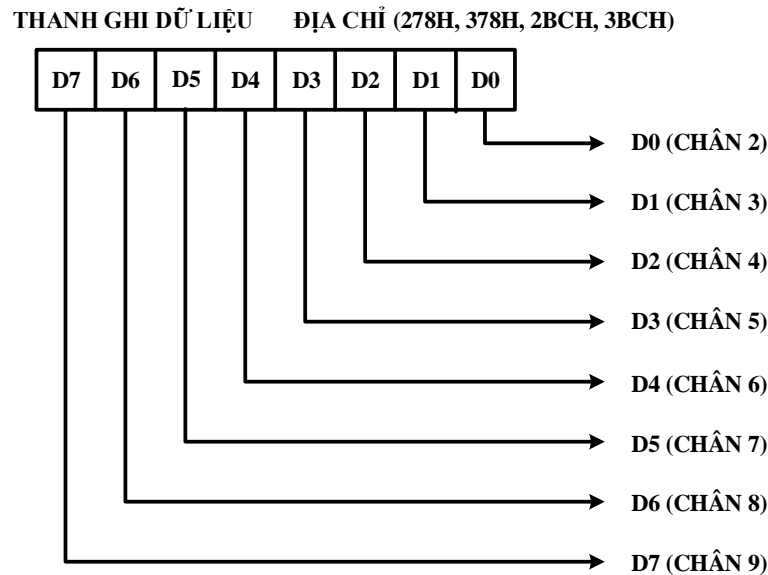 THANH GHI DỮ LIỆU ĐỊA CHỈ (278H, 378H, 2BCH, 3BCH)
D7 D6 D5 D4 D3 D2 D1 D0
D0 (CHÂN 2)
D1 (CHÂN 3)
D2 (CHÂN 4)
D3 (CHÂN 5)
D4 (CHÂN 6)
D5 (CHÂN 7)
D6 (CHÂN 8)
D7 (CHÂN 9)